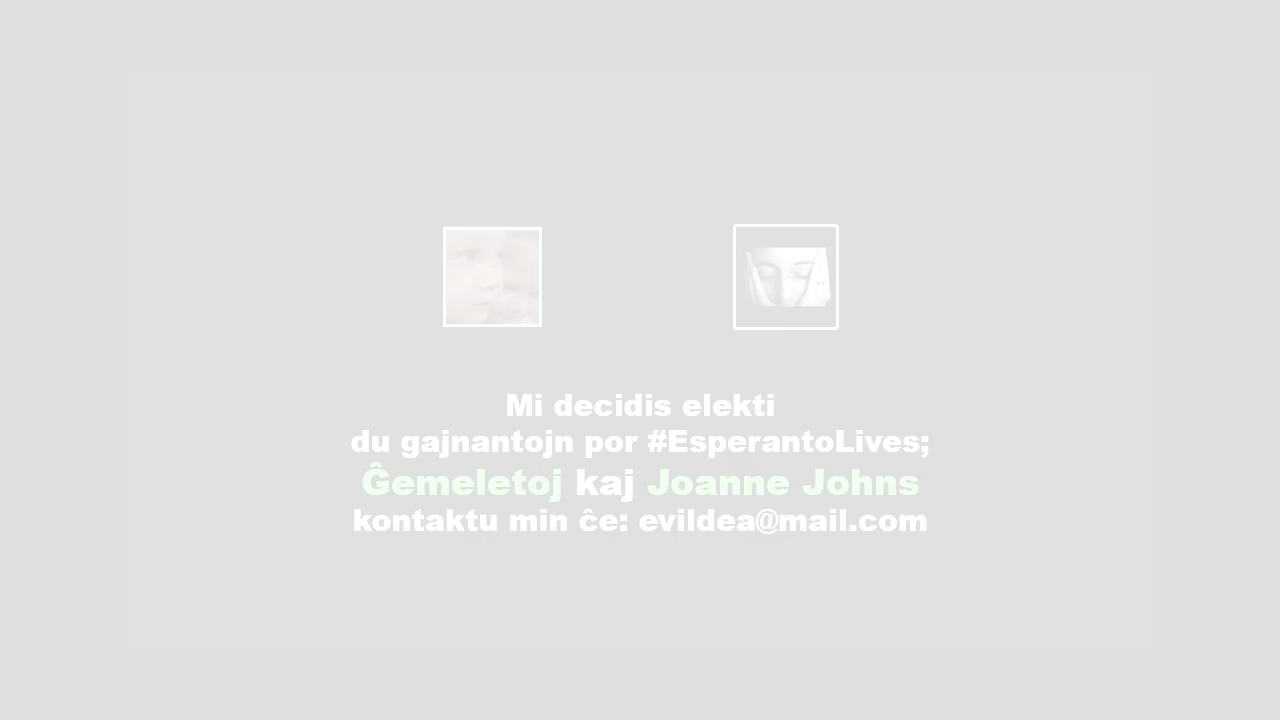 Mi decidis elekti
du gajnantojn por #EsperantoLives;
Ĝemeletoj kaj Joanne Johns
kontaktu min ĉe: evildea@mail.com